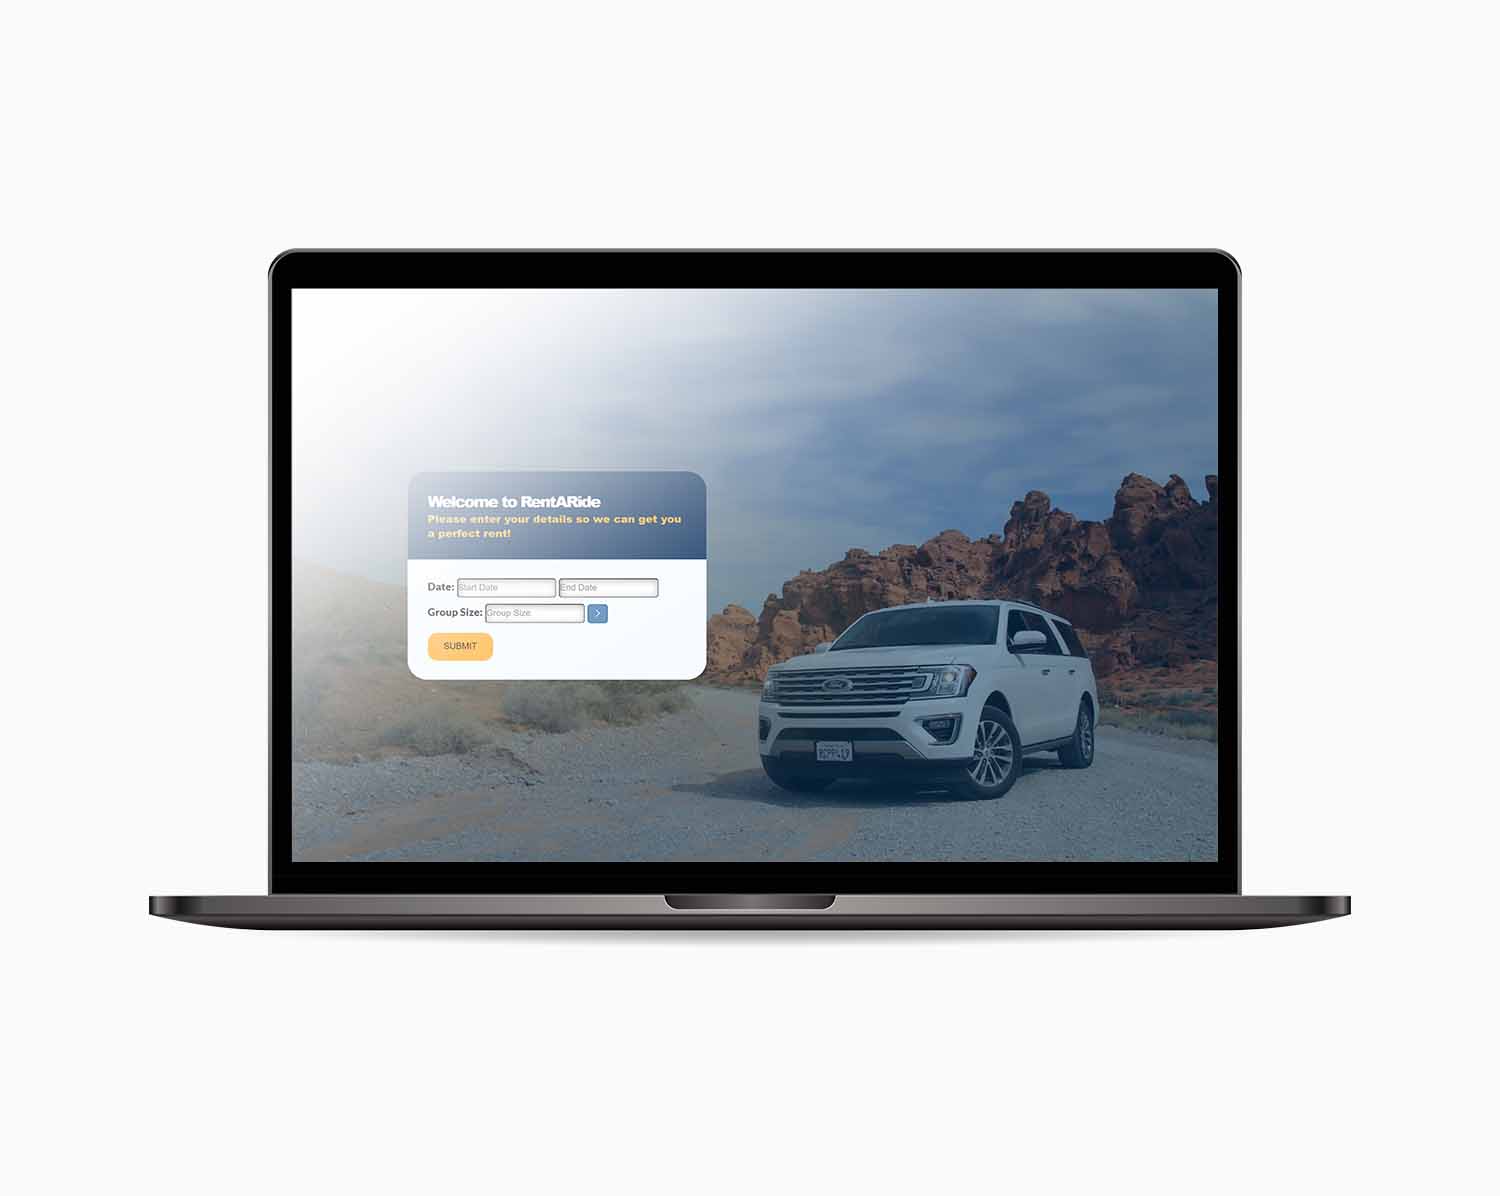 Welcome to RentARide
Please enter your details so we can get you
a perfect rent!
Date: Start Date End Date
Group Size: Group Size >
SUBMIT
Ford